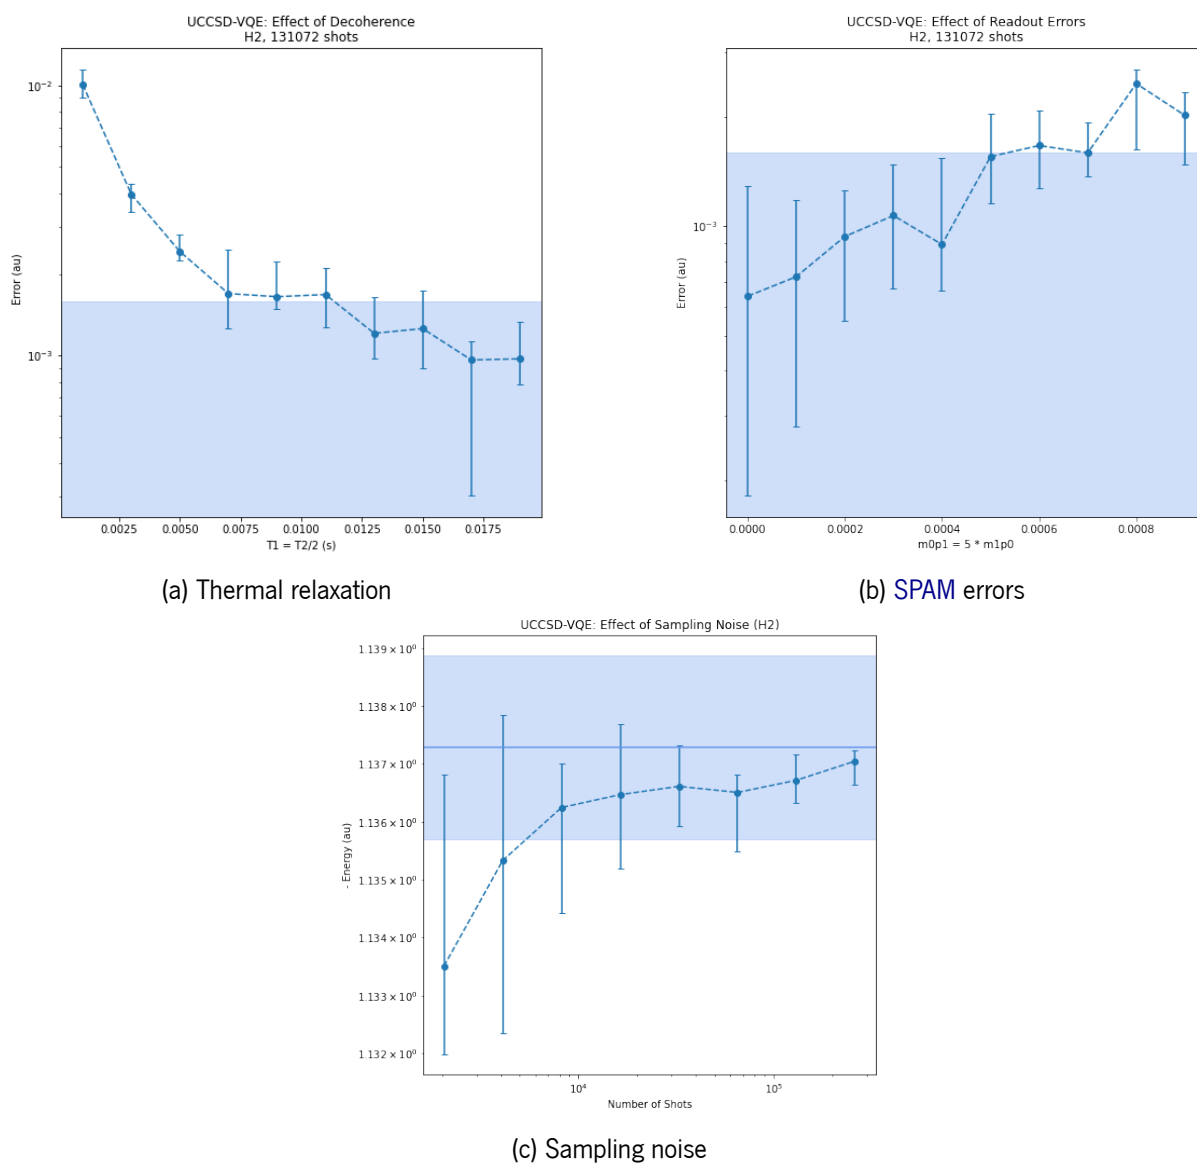 UCCSD-VQE: Effect of Decoherence
H2, 131072 shots
10⁻²
10⁻³
Error (au)
0.0025 0.0050 0.0075 0.0100 0.0125 0.0150 0.0175
T1 = T2/2 (s)
(a) Thermal relaxation
UCCSD-VQE: Effect of Readout Errors
H2, 131072 shots
10⁻³
Error (au)
0.0000 0.0002 0.0004 0.0006 0.0008
m0p1 = 5 * m1p0
(b) SPAM errors
UCCSD-VQE: Effect of Sampling Noise (H2)
1.139 × 10⁰
1.138 × 10⁰
1.137 × 10⁰
1.136 × 10⁰
1.135 × 10⁰
1.134 × 10⁰
1.133 × 10⁰
1.132 × 10⁰
- Energy (au)
10⁴ 10⁵
Number of Shots
(c) Sampling noise